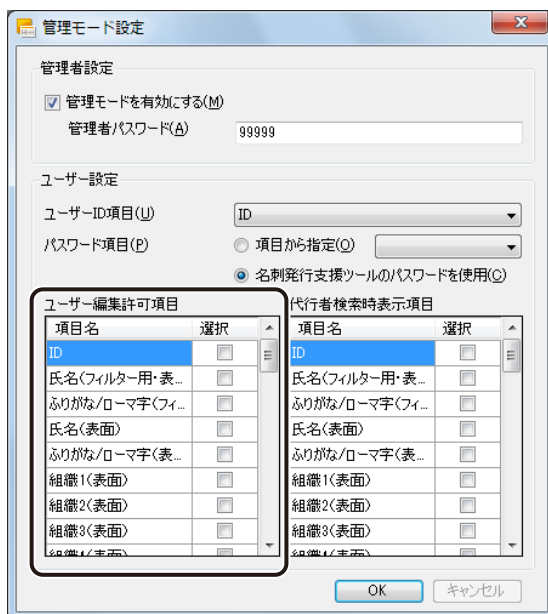 管理モード設定
管理者設定
管理モードを有効にする(M)
管理者パスワード(A) 99999
ユーザー設定
ユーザーID項目(U) ID
パスワード項目(P) 項目から指定(O)
名刺発行支援ツールのパスワードを使用(C)
ユーザー編集許可項目
項目名 選択
ID
氏名(フィルター用・表...
ふりがな/ローマ字(フィ...
氏名(表面)
ふりがな/ローマ字(表...
組織1(表面)
組織2(表面)
組織3(表面)
組織4(表面)
代行者検索時表示項目
項目名 選択
ID
氏名(フィルター用・表...
ふりがな/ローマ字(フィ...
氏名(表面)
ふりがな/ローマ字(表...
組織1(表面)
組織2(表面)
組織3(表面)
組織4(表面)
OK キャンセル